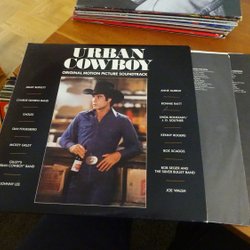 URBAN
COWBOY
ORIGINAL MOTION PICTURE SOUNDTRACK
JIMMY BUFFETT
CHARLIE DANIELS BAND
EAGLES
DAN FOGELBERG
MICKEY GILLEY
GILLEY'S
"URBAN COWBOY" BAND
JOHNNY LEE
ANNE MURRAY
BONNIE RAITT
LINDA RONSTADT/
J. D. SOUTHER
KENNY ROGERS
BOZ SCAGGS
BOB SEGER AND
THE SILVER BULLET BAND
JOE WALSH